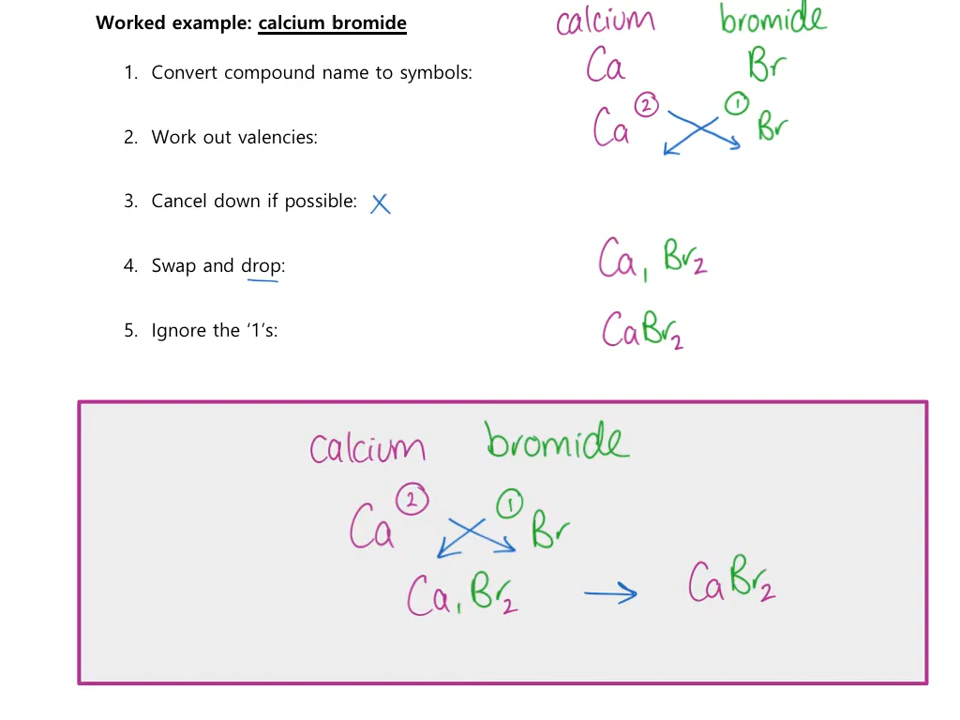 Worked example: calcium bromide
calcium bromide
1. Convert compound name to symbols: Ca Br
2. Work out valencies: Ca ② ① Br
3. Cancel down if possible: X
4. Swap and drop: Ca₁ Br₂
5. Ignore the '1's: CaBr₂
calcium bromide
Ca ② ① Br
Ca₁ Br₂ → CaBr₂